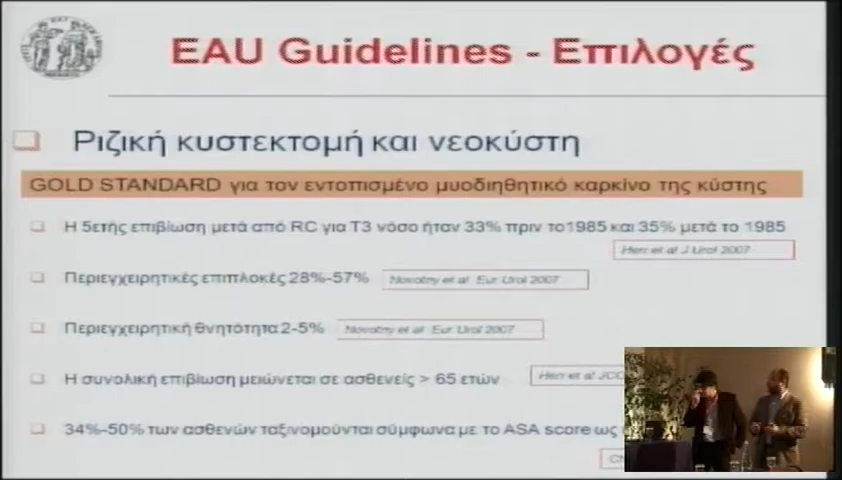 EAU Guidelines - Επιλογές
Ριζική κυστεκτομή και νεοκύστη
GOLD STANDARD για τον εντοπισμένο μυοδιηθητικό καρκίνο της κύστης
Η 5ετής επιβίωση μετά από RC για T3 νόσο ήταν 33% πριν το1985 και 35% μετά το 1985
Herr et al J Urol 2007
Περιεγχειρητικές επιπλοκές 28%-57%
Novotny et al Eur Urol 2007
Περιεγχειρητική θνητότητα 2-5%
Novotny et al Eur Urol 2007
Η συνολική επιβίωση μειώνεται σε ασθενείς > 65 ετών
Herr et al JCO
34%-50% των ασθενών ταξινομούνται σύμφωνα με το ASA score ως